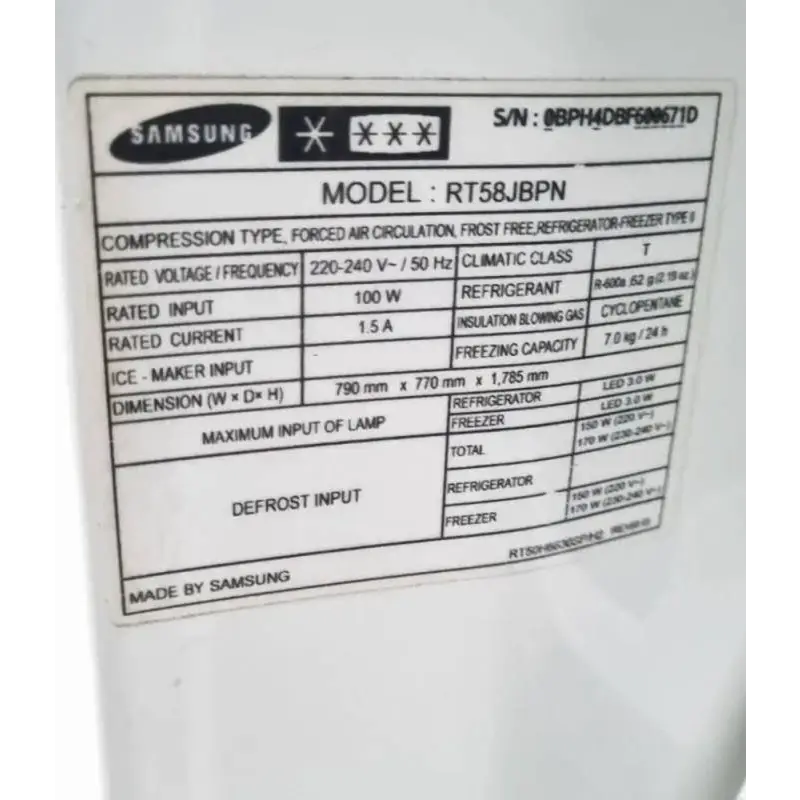 SAMSUNG
S/N : 0BPH4DBF600671D
MODEL : RT58JBPN
COMPRESSION TYPE, FORCED AIR CIRCULATION, FROST FREE,REFRIGERATOR-FREEZER TYPE II
RATED VOLTAGE / FREQUENCY 220-240 V~ / 50 Hz CLIMATIC CLASS T
RATED INPUT 100 W REFRIGERANT R-600a ,62 g (2.19 oz.)
RATED CURRENT 1.5 A INSULATION BLOWING GAS CYCLOPENTANE
ICE - MAKER INPUT FREEZING CAPACITY 7.0 kg / 24 h
DIMENSION (W × D× H) 790 mm x 770 mm x 1,785 mm
MAXIMUM INPUT OF LAMP
REFRIGERATOR LED 3.0 W
FREEZER LED 3.0 W
DEFROST INPUT
TOTAL 150 W (220 V~)
170 W (230-240 V~)
REFRIGERATOR
FREEZER 150 W (220 V~)
170 W (230-240 V~)
MADE BY SAMSUNG